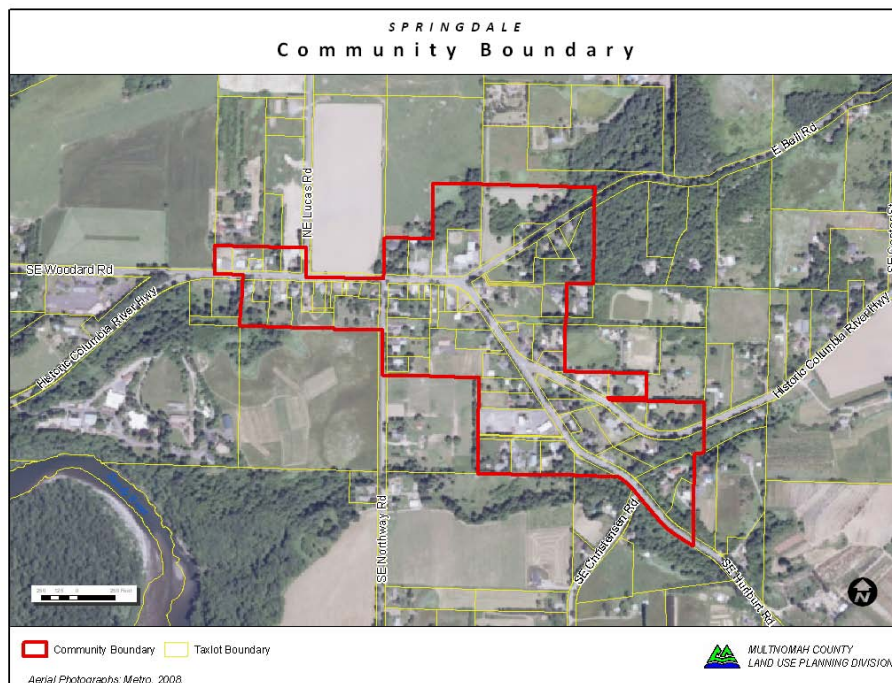 SPRINGDALE
Community Boundary
E Bell Rd
NE Lucas Rd
SE Woodard Rd
Historic Columbia River Hwy
Historic Columbia River Hwy
SE Northway Rd
SE Christensen Rd
SE Hurlburt Rd
N
Community Boundary
Taxlot Boundary
MULTNOMAH COUNTY
LAND USE PLANNING DIVISION
Aerial Photographs: Metro, 2008